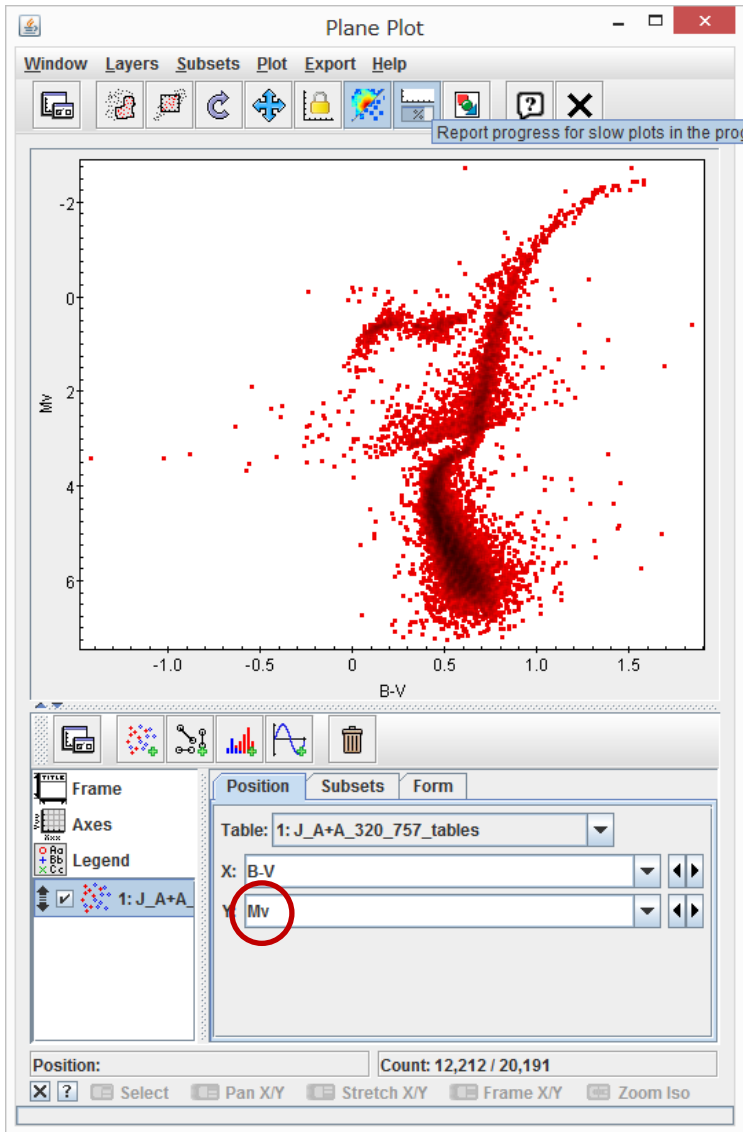 Plane Plot
Window Layers Subsets Plot Export Help
Report progress for slow plots in the prog
-2
0
2
4
6
Mv
-1.0 -0.5 0 0.5 1.0 1.5
B-V
TITLE
Frame
Axes
Legend
1: J_A+A_
Position Subsets Form
Table: 1: J_A+A_320_757_tables
X: B-V
Y: Mv
Position:
Count: 12,212 / 20,191
Select Pan X/Y Stretch X/Y Frame X/Y Zoom Iso